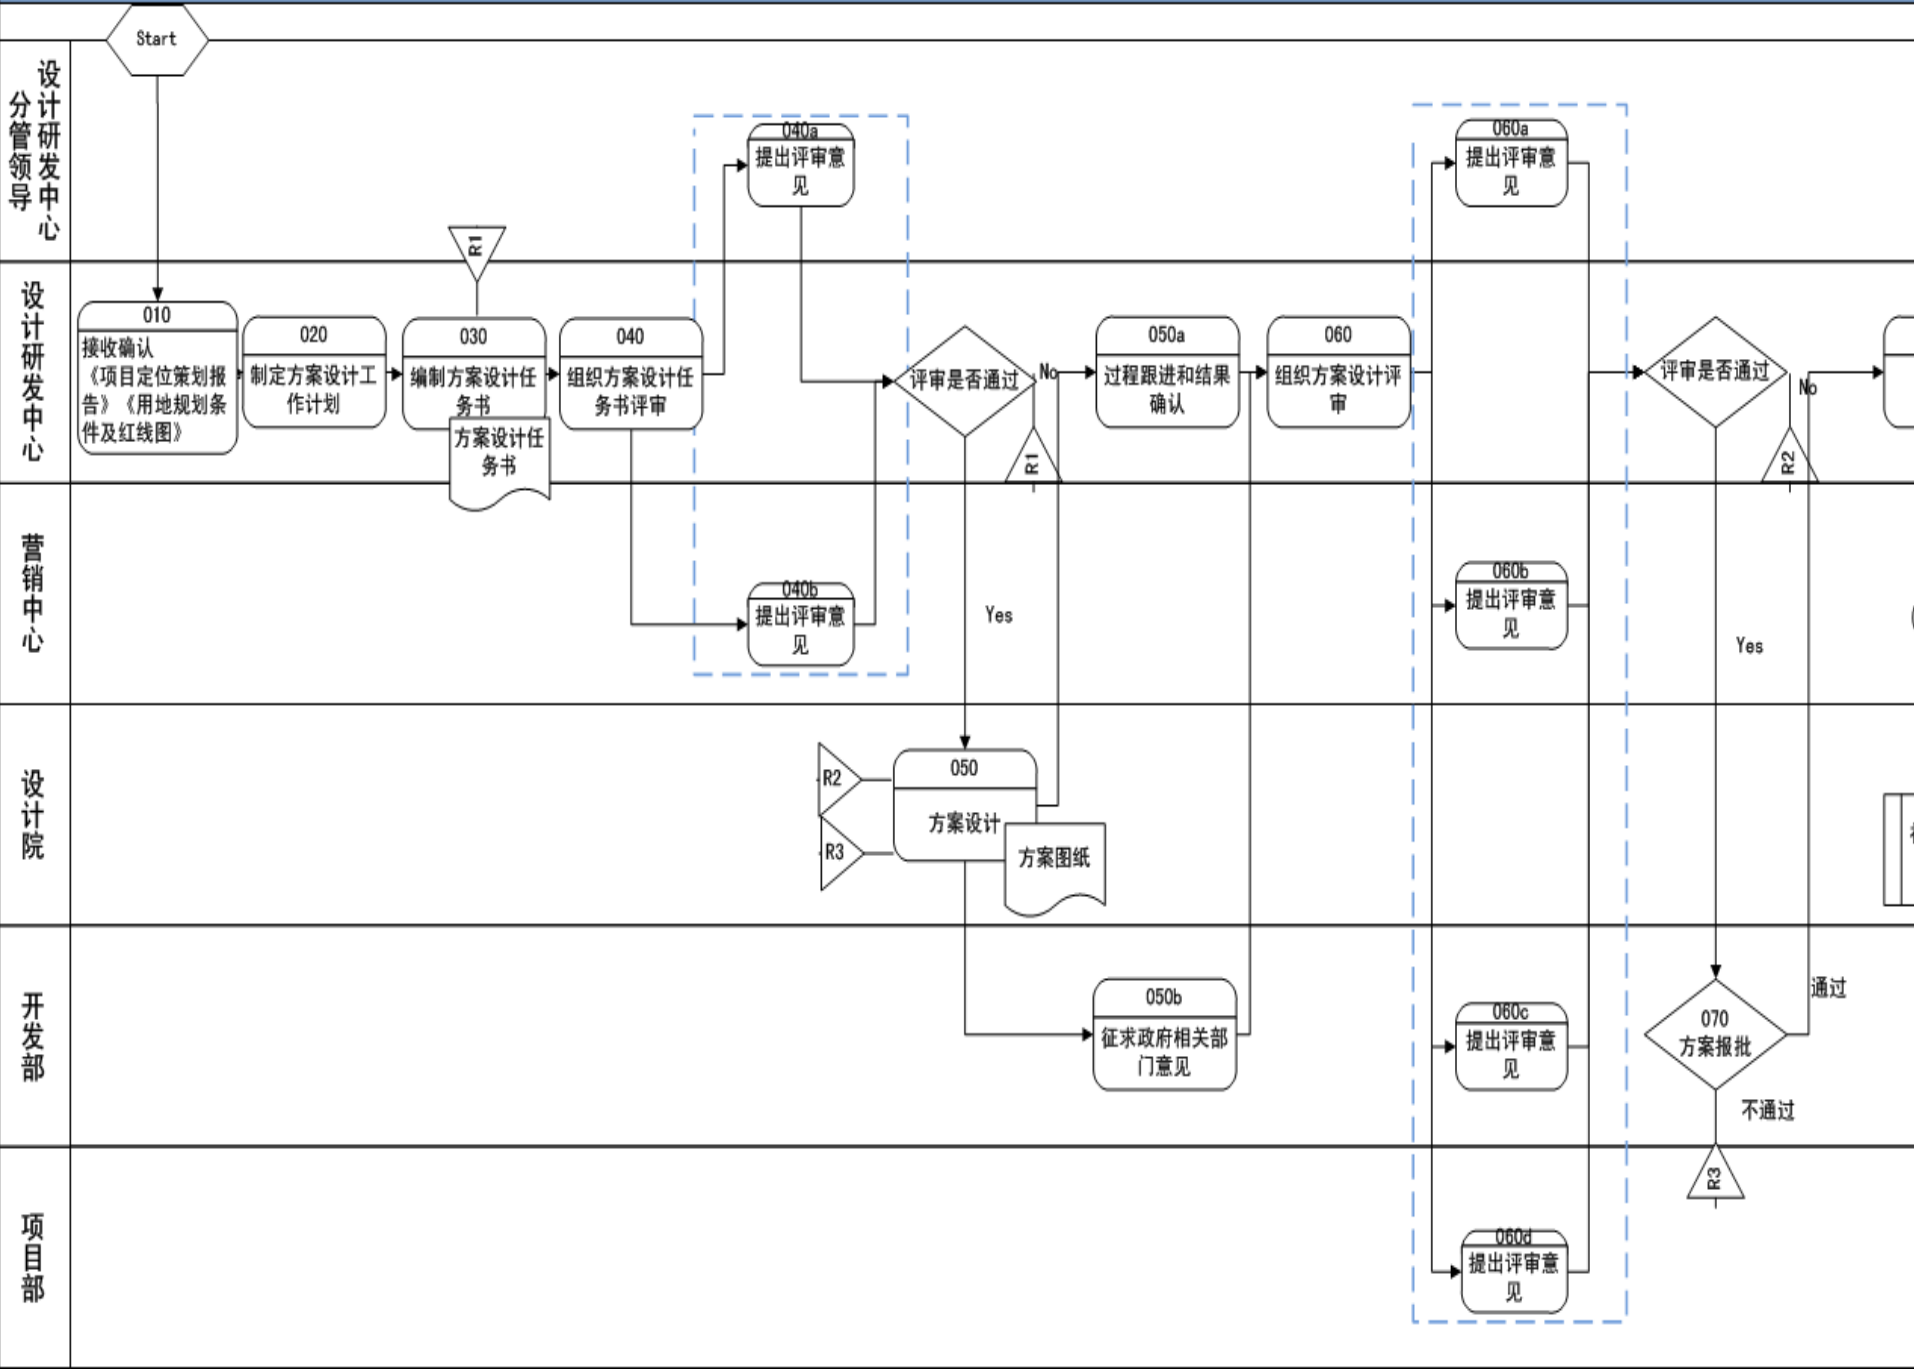 Start
设计研发中心
分管领导
040a
提出评审意
见
060a
提出评审意
见
R1
设计研发中心
010
接收确认
《项目定位策划报
告》《用地规划条
件及红线图》
020
制定方案设计工
作计划
030
编制方案设计任
务书
方案设计任
务书
040
组织方案设计任
务书评审
评审是否通过
No
R1
050a
过程跟进和结果
确认
060
组织方案设计评
审
评审是否通过
No
R2
营销中心
040b
提出评审意
见
Yes
060b
提出评审意
见
Yes
设计院
R2
R3
050
方案设计
方案图纸
开发部
050b
征求政府相关部
门意见
060c
提出评审意
见
070
方案报批
通过
不通过
项目部
060d
提出评审意
见
R3